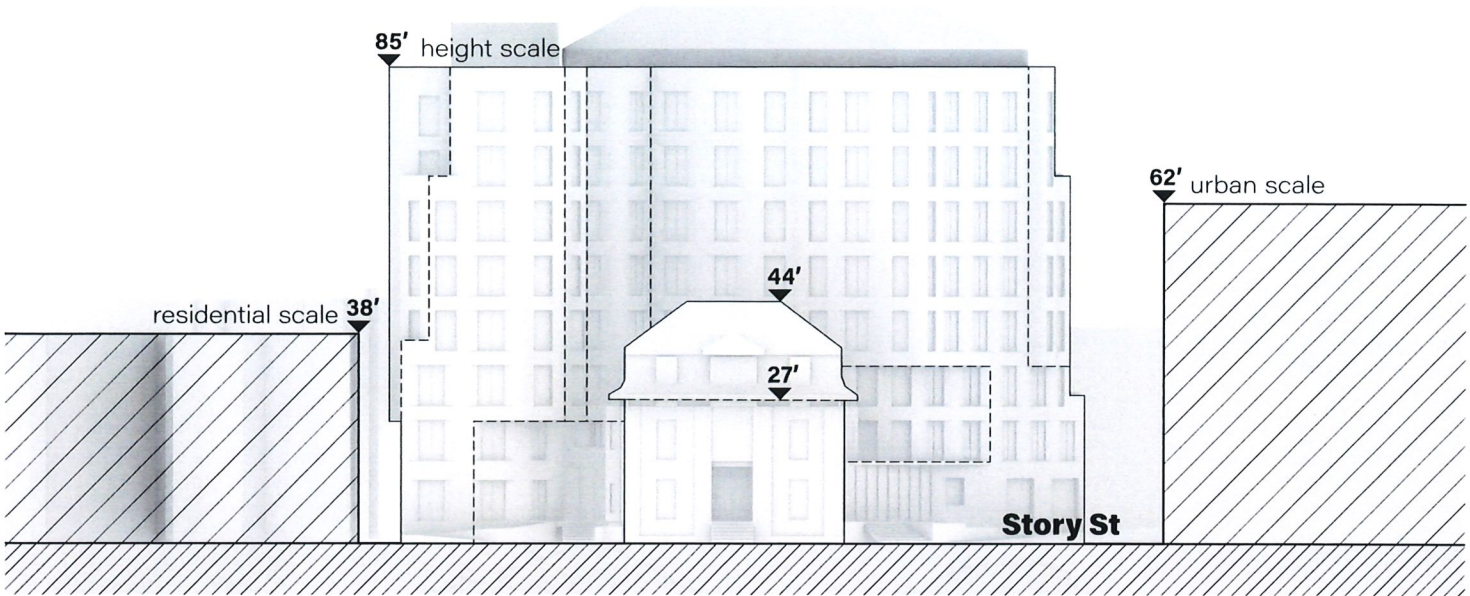 85' height scale
62' urban scale
44'
residential scale 38'
27'
Story St